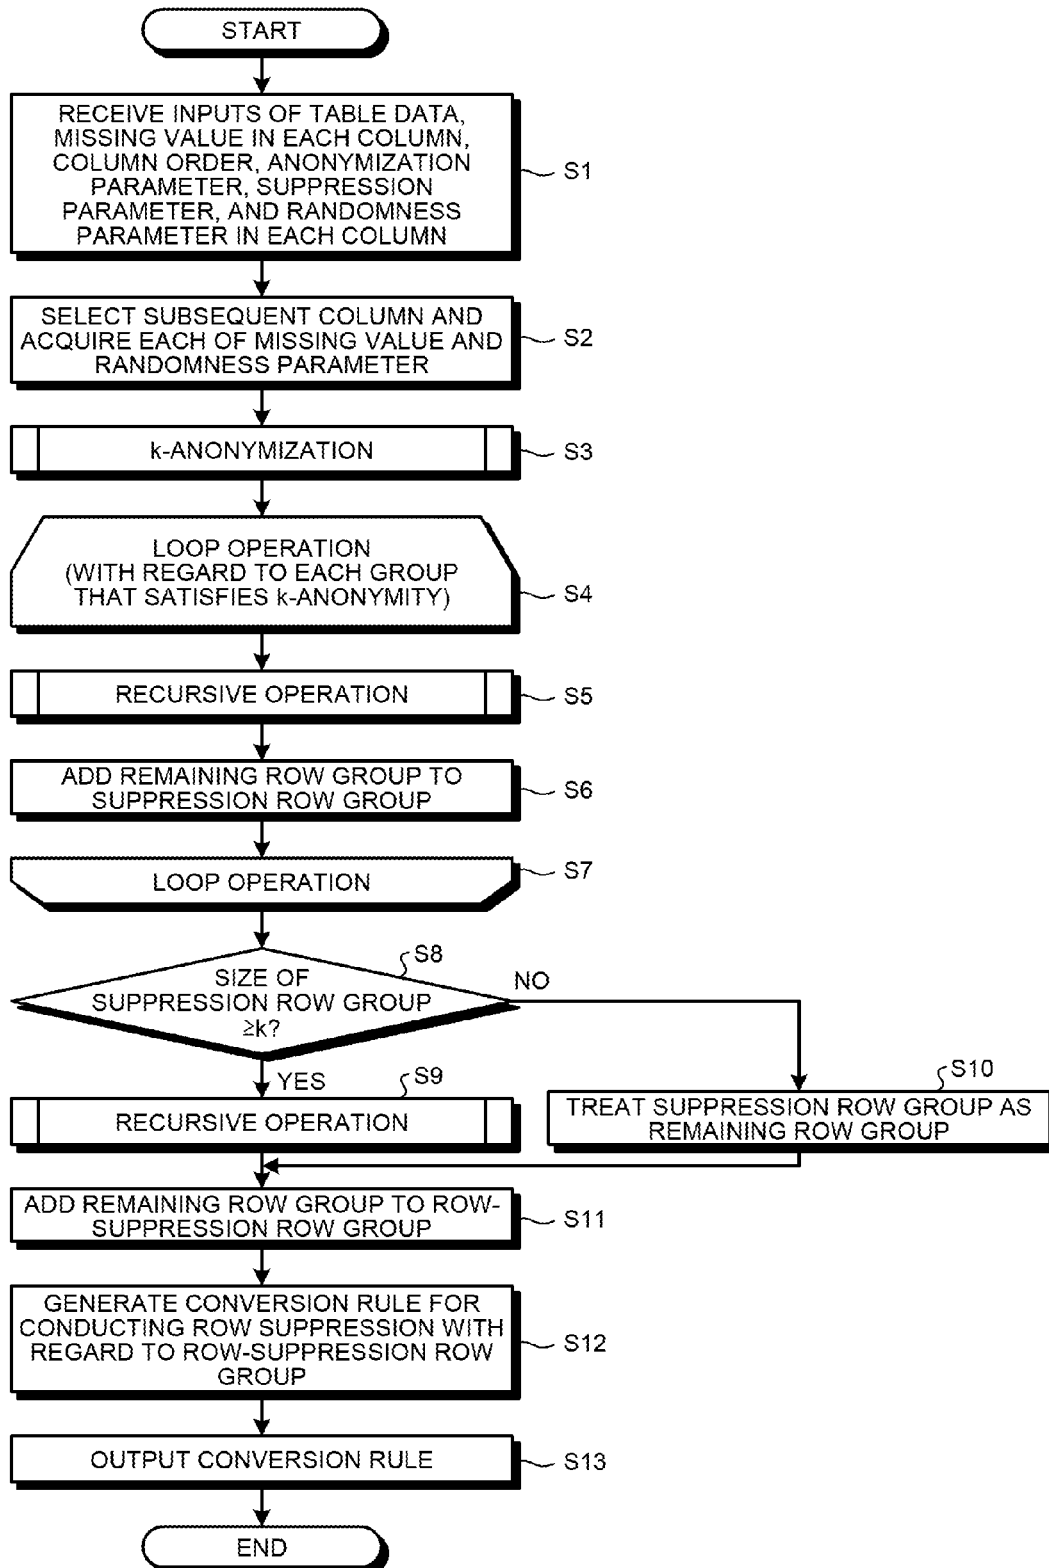 START
RECEIVE INPUTS OF TABLE DATA,
MISSING VALUE IN EACH COLUMN,
COLUMN ORDER, ANONYMIZATION
PARAMETER, SUPPRESSION
PARAMETER, AND RANDOMNESS
PARAMETER IN EACH COLUMN
S1
SELECT SUBSEQUENT COLUMN AND
ACQUIRE EACH OF MISSING VALUE AND
RANDOMNESS PARAMETER
S2
k-ANONYMIZATION
S3
LOOP OPERATION
(WITH REGARD TO EACH GROUP
THAT SATISFIES k-ANONYMITY)
S4
RECURSIVE OPERATION
S5
ADD REMAINING ROW GROUP TO
SUPPRESSION ROW GROUP
S6
LOOP OPERATION
S7
SIZE OF
SUPPRESSION ROW GROUP
≥k?
S8
NO
YES
RECURSIVE OPERATION
S9
TREAT SUPPRESSION ROW GROUP AS
REMAINING ROW GROUP
S10
ADD REMAINING ROW GROUP TO ROW-
SUPPRESSION ROW GROUP
S11
GENERATE CONVERSION RULE FOR
CONDUCTING ROW SUPPRESSION WITH
REGARD TO ROW-SUPPRESSION ROW
GROUP
S12
OUTPUT CONVERSION RULE
S13
END